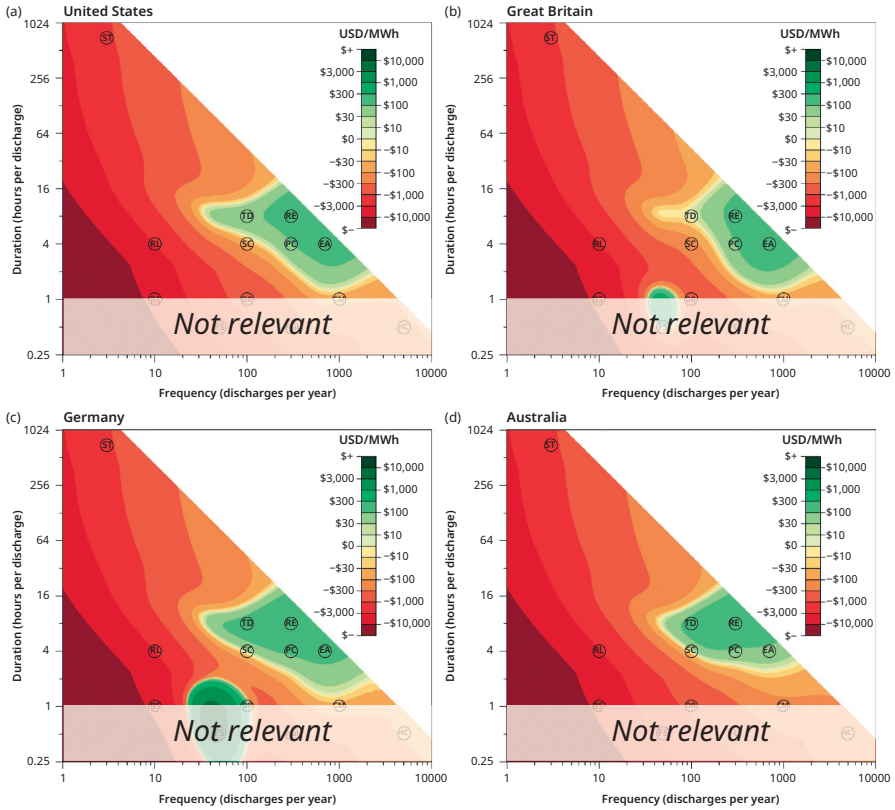 (a) United States
USD/MWh
$+
$3,000
$300
$30
$0
−$30
−$300
−$3,000
$−
$10,000
$1,000
$100
$10
−$10
−$100
−$1,000
−$10,000
Duration (hours per discharge)
1024
256
64
16
4
1
0.25
ST
TD
RE
RL
SC
PC
EA
Not relevant
HC
1
10
100
1000
10000
Frequency (discharges per year)
(b) Great Britain
USD/MWh
$+
$3,000
$300
$30
$0
−$30
−$300
−$3,000
$−
$10,000
$1,000
$100
$10
−$10
−$100
−$1,000
−$10,000
Duration (hours per discharge)
1024
256
64
16
4
1
0.25
ST
TD
RE
RL
SC
PC
EA
Not relevant
HC
1
10
100
1000
10000
Frequency (discharges per year)
(c) Germany
USD/MWh
$+
$3,000
$300
$30
$0
−$30
−$300
−$3,000
$−
$10,000
$1,000
$100
$10
−$10
−$100
−$1,000
−$10,000
Duration (hours per discharge)
1024
256
64
16
4
1
0.25
ST
TD
RE
RL
SC
PC
EA
Not relevant
HC
1
10
100
1000
10000
Frequency (discharges per year)
(d) Australia
USD/MWh
$+
$3,000
$300
$30
$0
−$30
−$300
−$3,000
$−
$10,000
$1,000
$100
$10
−$10
−$100
−$1,000
−$10,000
Duration (hours per discharge)
1024
256
64
16
4
1
0.25
ST
TD
RE
RL
SC
PC
EA
Not relevant
HC
1
10
100
1000
10000
Frequency (discharges per year)